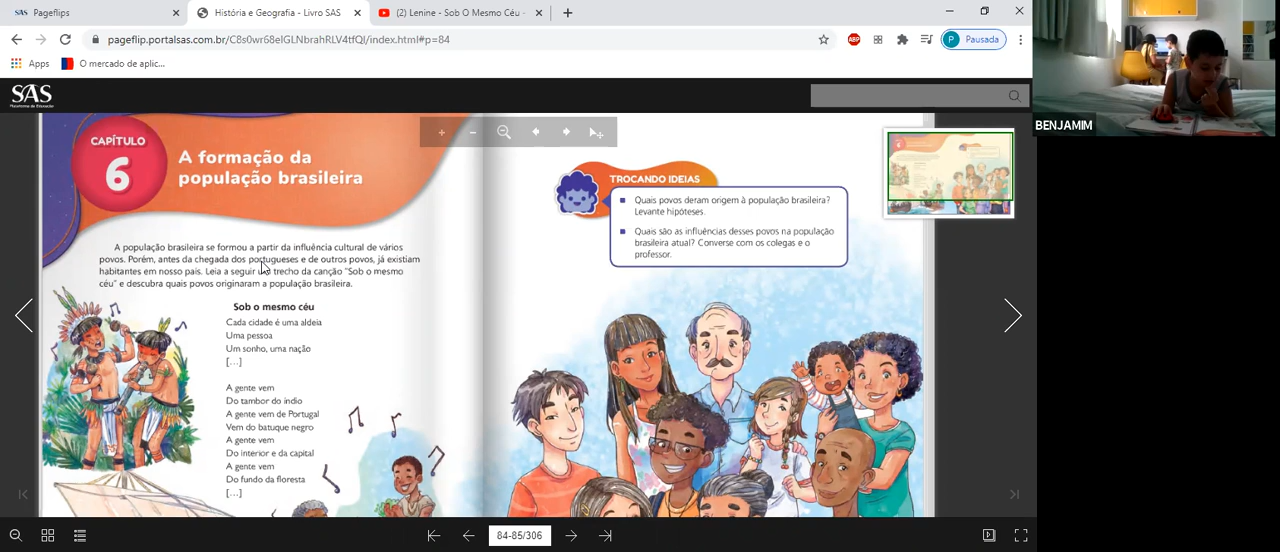 SAS Pageflips
História e Geografia - Livro SAS
(2) Lenine - Sob O Mesmo Céu -
pageflip.portalsas.com.br/C8s0wr68elGLNbrahRLV4tfQI/index.html#p=84
ABP
P Pausada
Apps
O mercado de aplic...
SAS
Plataforma de Educação
BENJAMIM
CAPÍTULO
6
A formação da
população brasileira
A população brasileira se formou a partir da influência cultural de vários
povos. Porém, antes da chegada dos portugueses e de outros povos, já existiam
habitantes em nosso país. Leia a seguir um trecho da canção "Sob o mesmo
céu" e descubra quais povos originaram a população brasileira.
Sob o mesmo céu
Cada cidade é uma aldeia
Uma pessoa
Um sonho, uma nação
[...]
A gente vem
Do tambor do índio
A gente vem de Portugal
Vem do batuque negro
A gente vem
Do interior e da capital
A gente vem
Do fundo da floresta
[...]
TROCANDO IDEIAS
Quais povos deram origem à população brasileira?
Levante hipóteses.
Quais são as influências desses povos na população
brasileira atual? Converse com os colegas e o
professor.
84-85/306